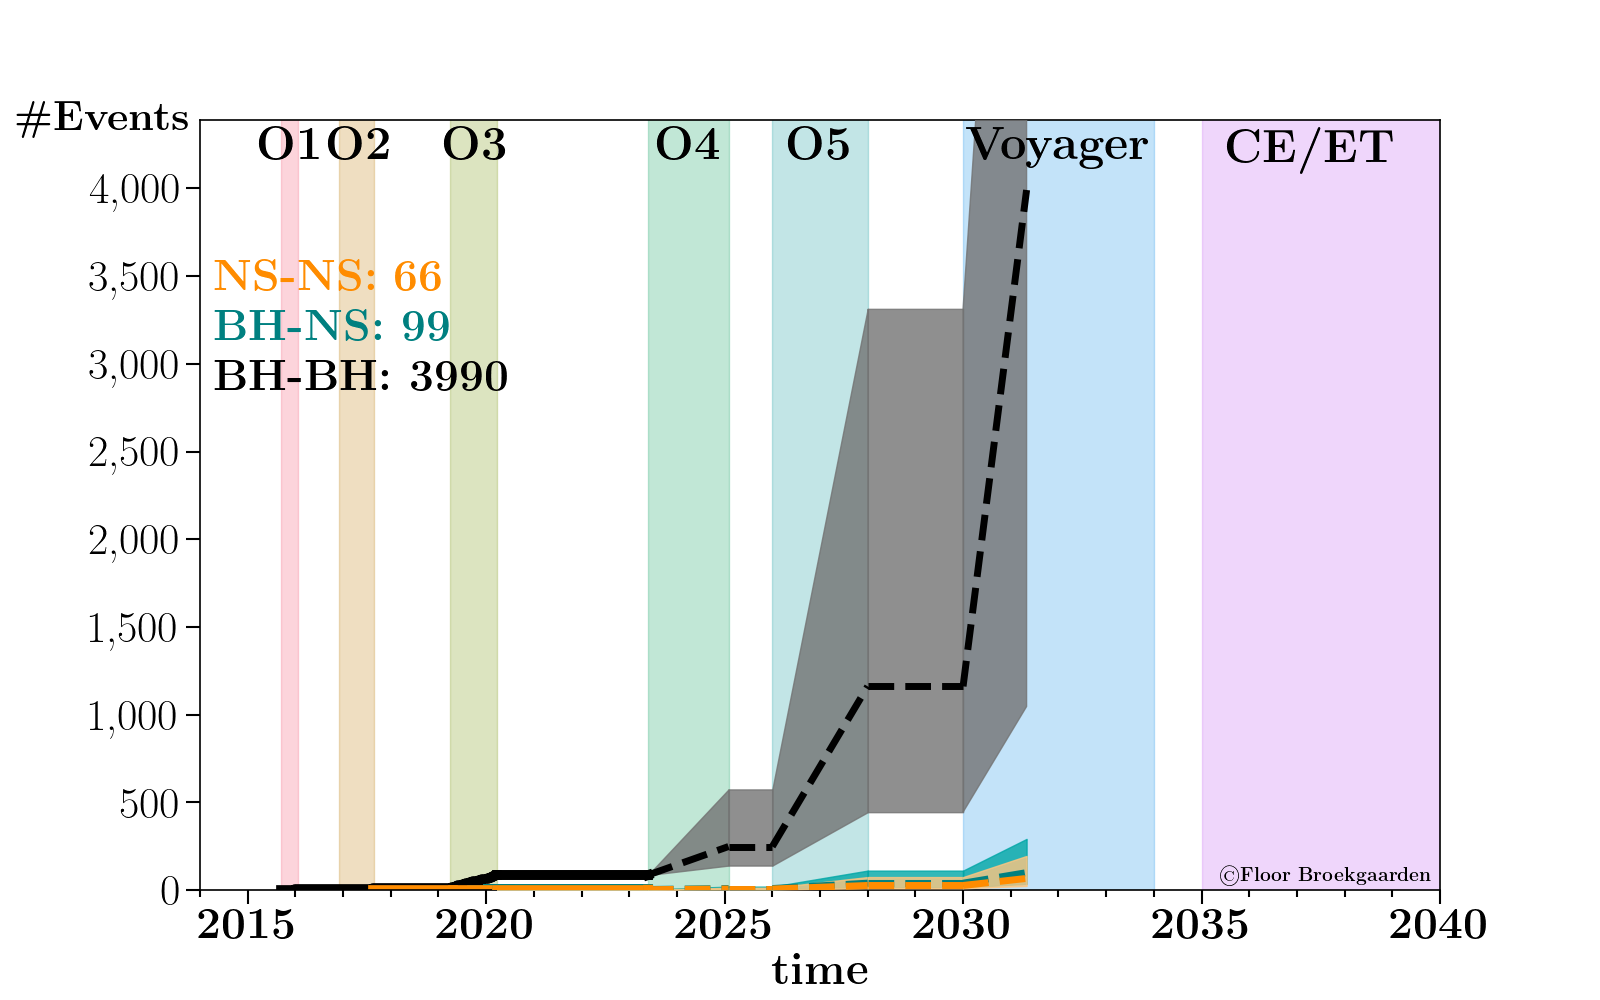 #Events
O1 O2 O3 O4 O5 Voyager CE/ET
4,000
3,500
3,000
2,500
2,000
1,500
1,000
500
0
NS-NS: 66
BH-NS: 99
BH-BH: 3990
©Floor Broekgaarden
2015 2020 2025 2030 2035 2040
time